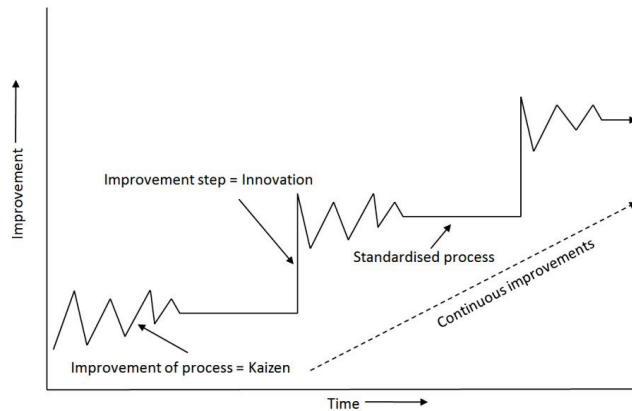 Improvement
Improvement step = Innovation
Standardised process
Continuous improvements
Improvement of process = Kaizen
Time